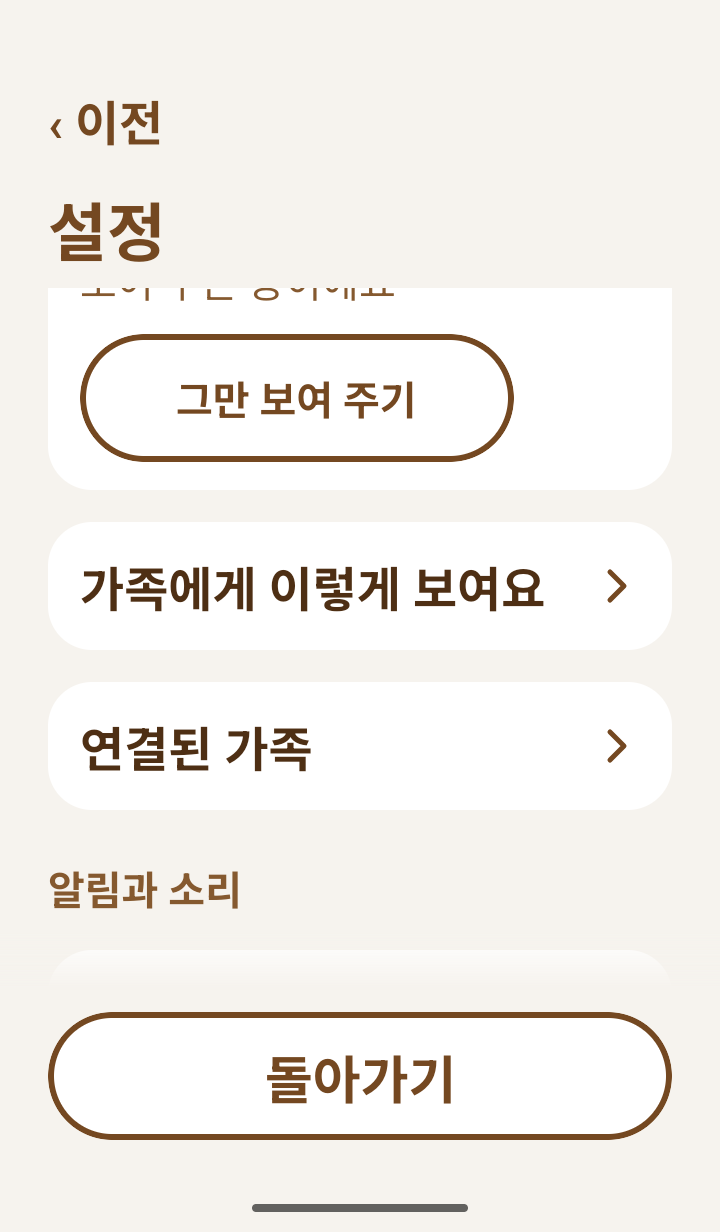 ‹ 이전
설정
그만 보여 주기
가족에게 이렇게 보여요
연결된 가족
알림과 소리
돌아가기